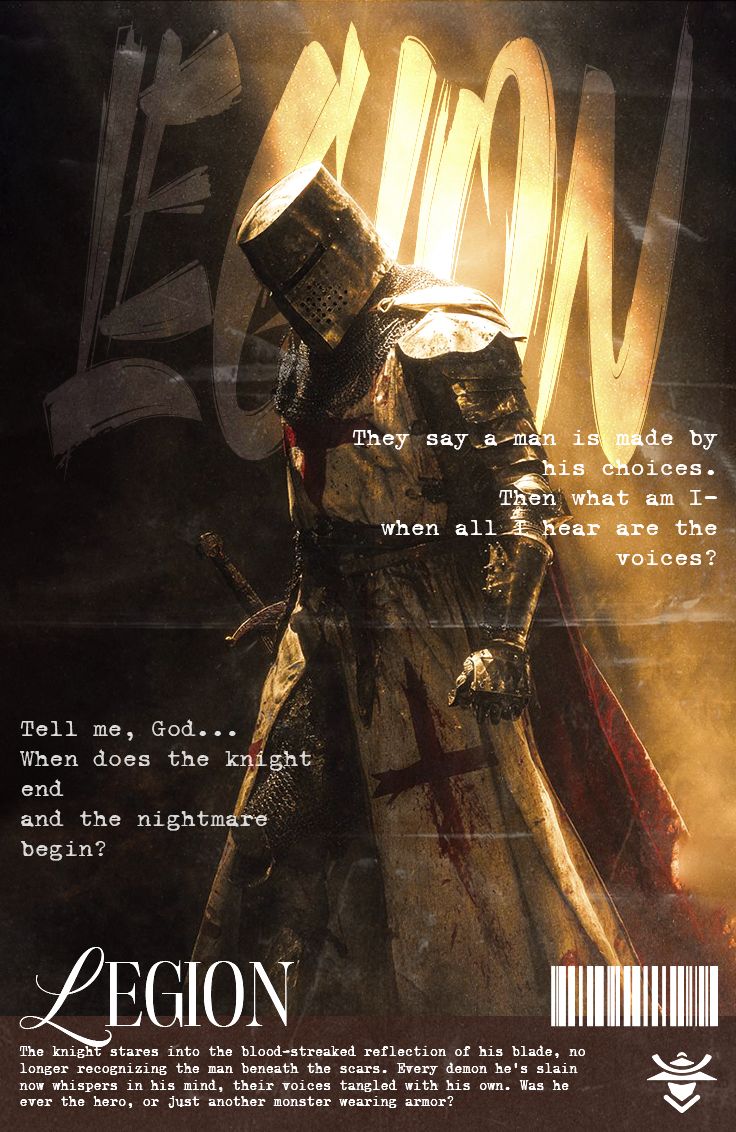 LEGION
They say a man is made by
his choices.
Then what am I-
when all I hear are the
voices?
Tell me, God...
When does the knight
end
and the nightmare
begin?
LEGION
The knight stares into the blood-streaked reflection of his blade, no
longer recognizing the man beneath the scars. Every demon he's slain
now whispers in his mind, their voices tangled with his own. Was he
ever the hero, or just another monster wearing armor?